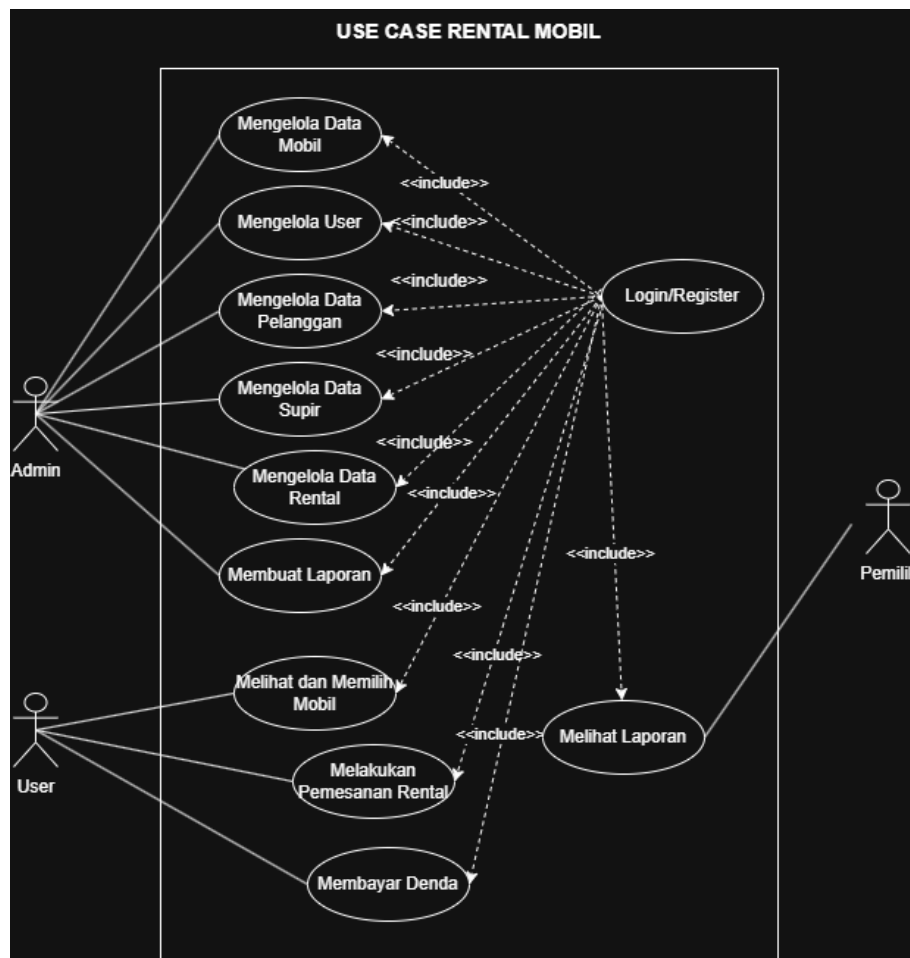 USE CASE RENTAL MOBIL
Mengelola Data
Mobil
<<include>>
Mengelola User
<<include>>
Login/Register
<<include>>
Mengelola Data
Pelanggan
<<include>>
Mengelola Data
Supir
<<include>>
Admin
Mengelola Data
Rental
<<include>>
Membuat Laporan
<<include>>
Pemilik
<<include>>
<<include>>
Melihat dan Memilih
Mobil
<<include>>
Melihat Laporan
User
Melakukan
Pemesanan Rental
Membayar Denda